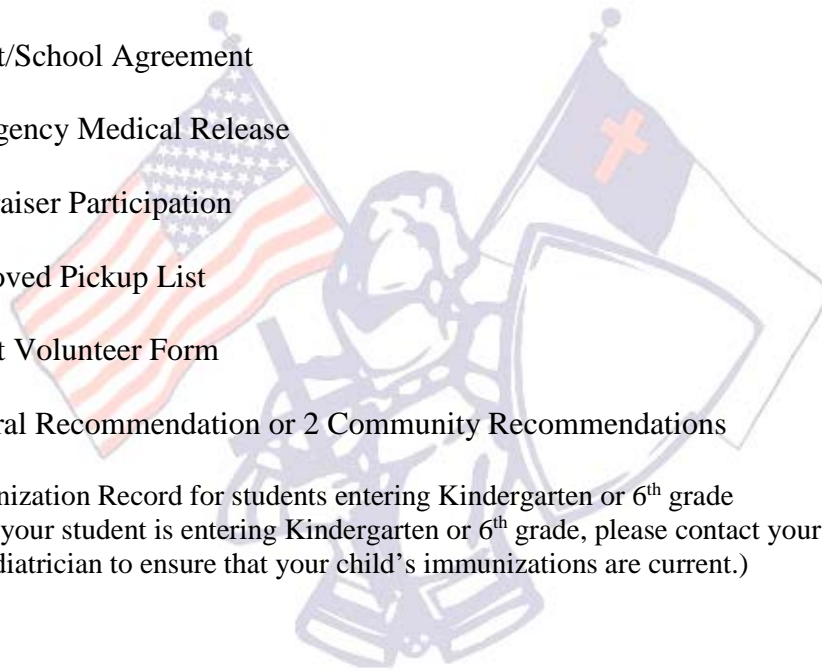 t/School Agreement
gency Medical Release
aiser Participation
oved Pickup List
t Volunteer Form
ral Recommendation or 2 Community Recommendations
nization Record for students entering Kindergarten or 6th grade
your student is entering Kindergarten or 6th grade, please contact your
diatrician to ensure that your child’s immunizations are current.)